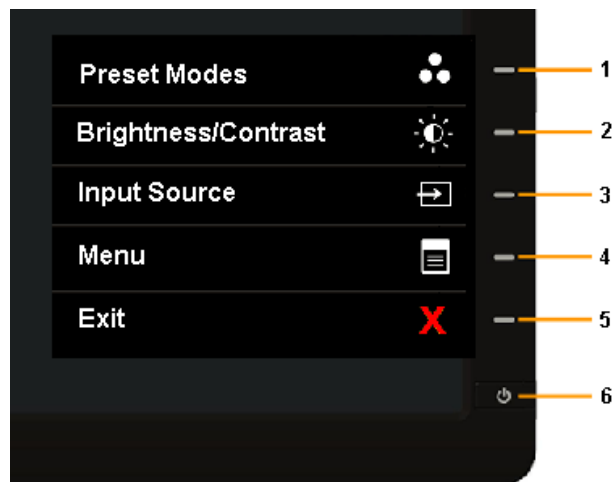 Preset Modes 1
Brightness/Contrast 2
Input Source 3
Menu 4
Exit X 5
6